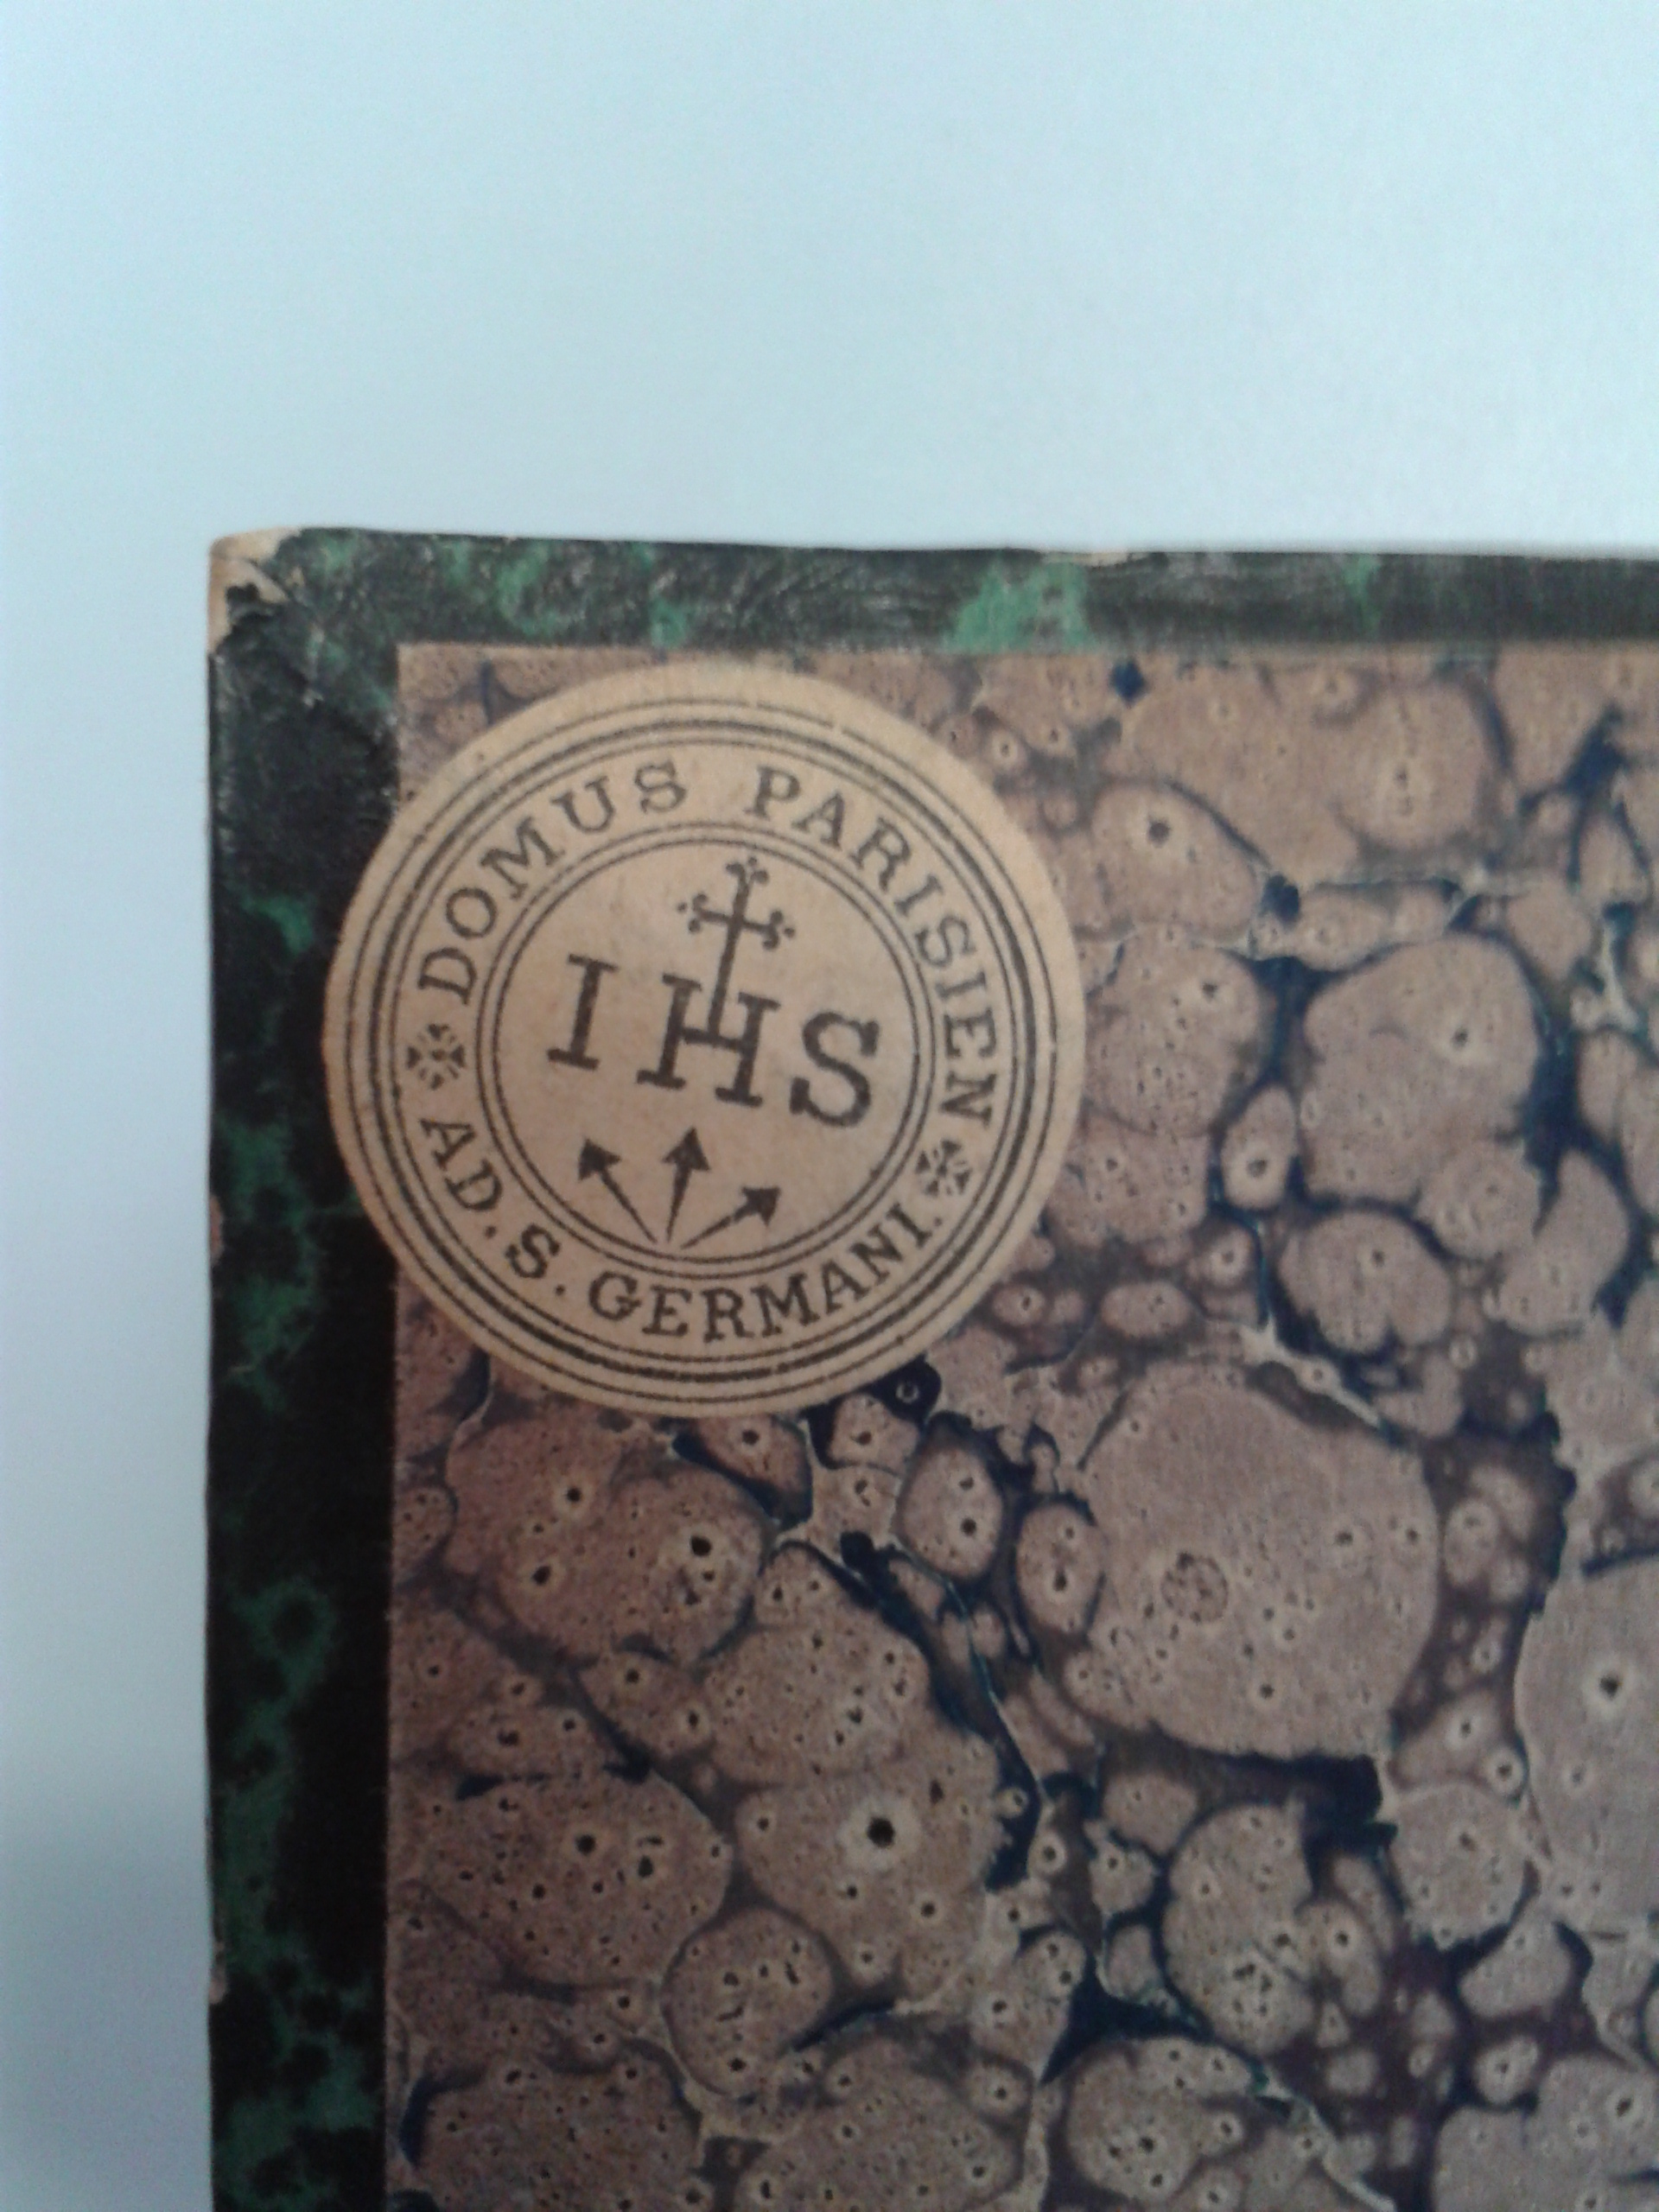 DOMUS PARISIEN
IHS
AD. S. GERMANI.